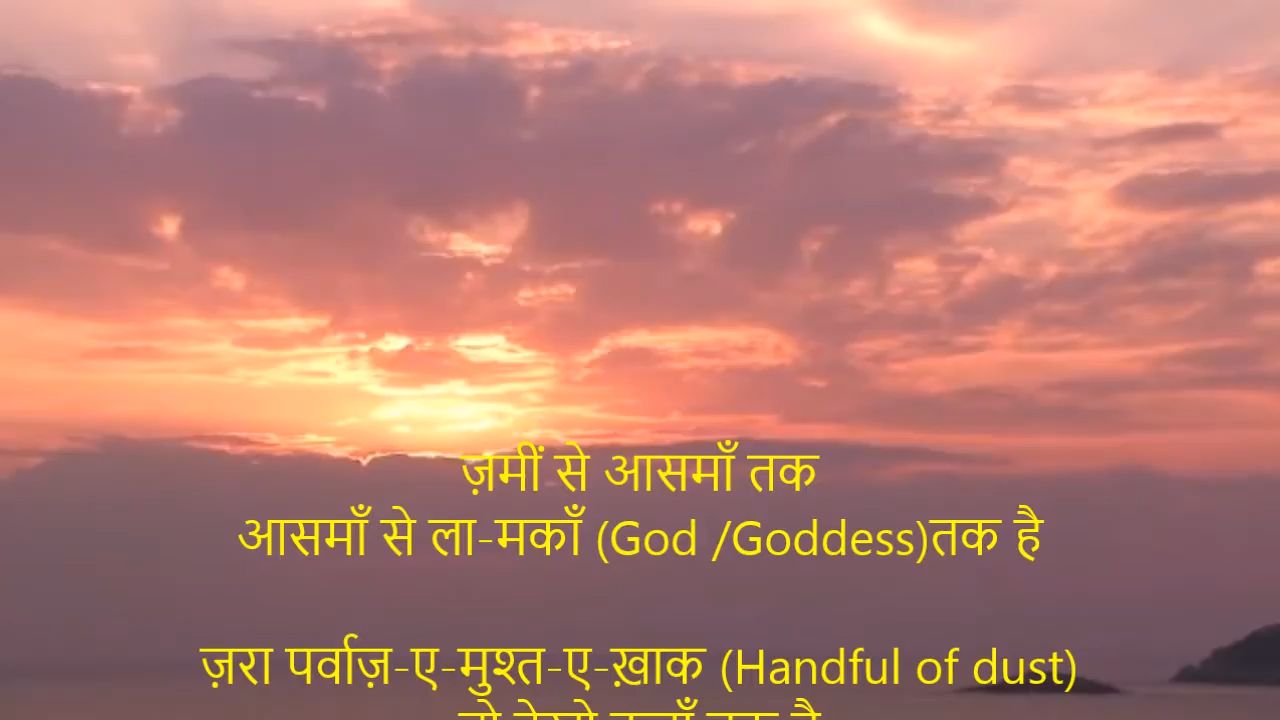 ज़मीं से आसमाँ तक
आसमाँ से ला-मकाँ (God /Goddess)तक है
ज़रा पर्वाज़-ए-मुश्त-ए-ख़ाक (Handful of dust)